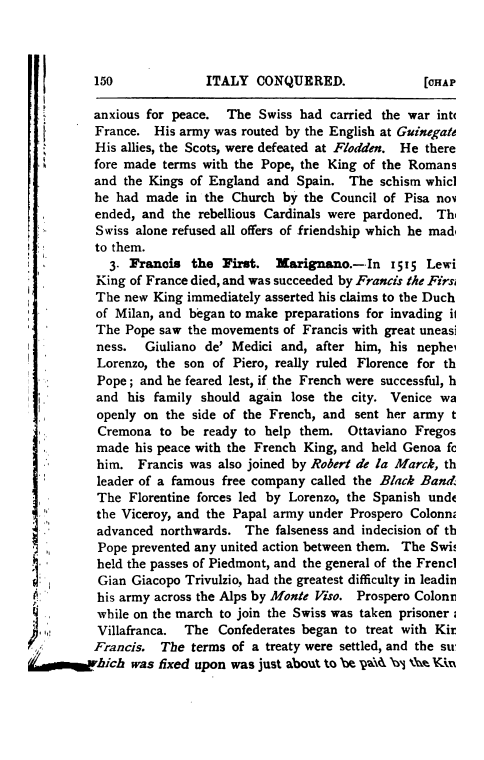 150 ITALY CONQUERED. [CHAP
anxious for peace. The Swiss had carried the war int
France. His army was routed by the English at Guinegate
His allies, the Scots, were defeated at Flodden. He there
fore made terms with the Pope, the King of the Romans
and the Kings of England and Spain. The schism whicl
he had made in the Church by the Council of Pisa nov
ended, and the rebellious Cardinals were pardoned. Th
Swiss alone refused all offers of friendship which he mad
to them.
3. Francis the First. Marignano.—In 1515 Lewi
King of France died, and was succeeded by Francis the Firs
The new King immediately asserted his claims to the Duch
of Milan, and began to make preparations for invading i
The Pope saw the movements of Francis with great uneasi
ness. Giuliano de' Medici and, after him, his nephe
Lorenzo, the son of Piero, really ruled Florence for th
Pope; and he feared lest, if the French were successful, h
and his family should again lose the city. Venice wa
openly on the side of the French, and sent her army t
Cremona to be ready to help them. Ottaviano Fregos
made his peace with the French King, and held Genoa fo
him. Francis was also joined by Robert de la Marck, th
leader of a famous free company called the Black Band
The Florentine forces led by Lorenzo, the Spanish unde
the Viceroy, and the Papal army under Prospero Colonna
advanced northwards. The falseness and indecision of th
Pope prevented any united action between them. The Swis
held the passes of Piedmont, and the general of the Frencl
Gian Giacopo Trivulzio, had the greatest difficulty in leadin
his army across the Alps by Monte Viso. Prospero Colonn
while on the march to join the Swiss was taken prisoner
Villafranca. The Confederates began to treat with Kin
Francis. The terms of a treaty were settled, and the su
which was fixed upon was just about to be paid by the Kin